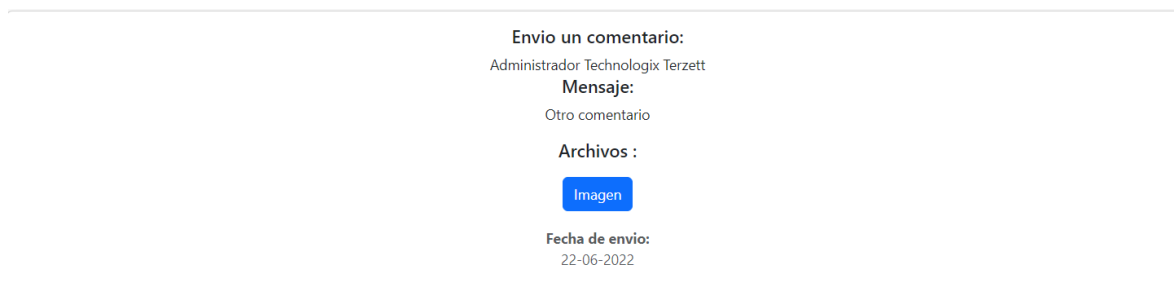 Envio un comentario:
Administrador Technologix Terzett
Mensaje:
Otro comentario
Archivos :
Imagen
Fecha de envio:
22-06-2022